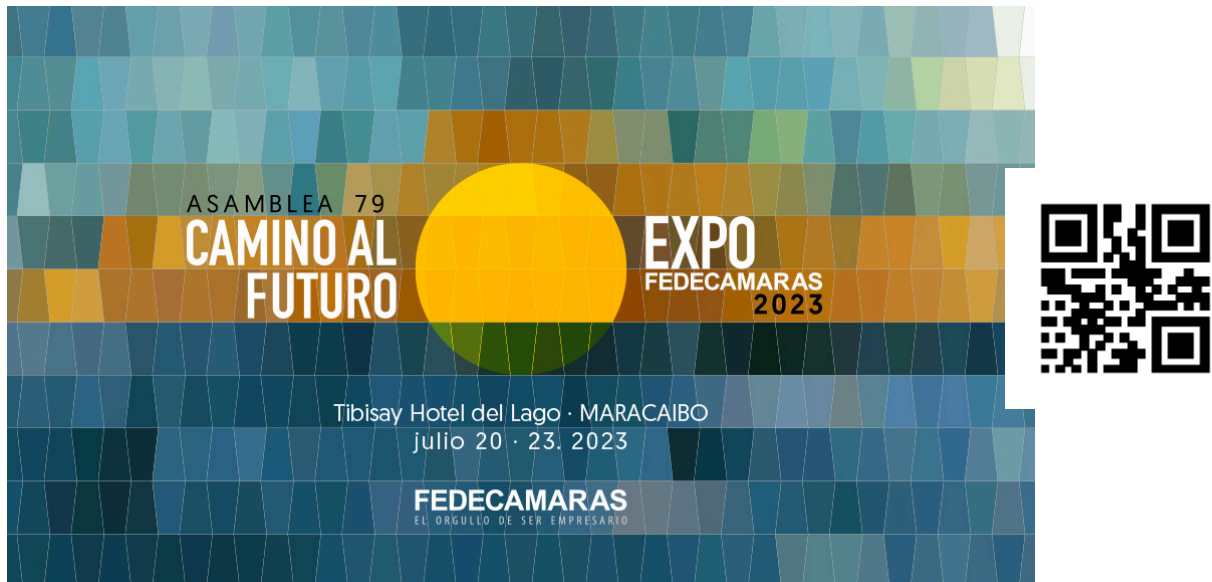 ASAMBLEA 79
CAMINO AL
FUTURO
EXPO
FEDECAMARAS
2023
Tibisay Hotel del Lago · MARACAIBO
julio 20 · 23. 2023
FEDECAMARAS
EL ORGULLO DE SER EMPRESARIO